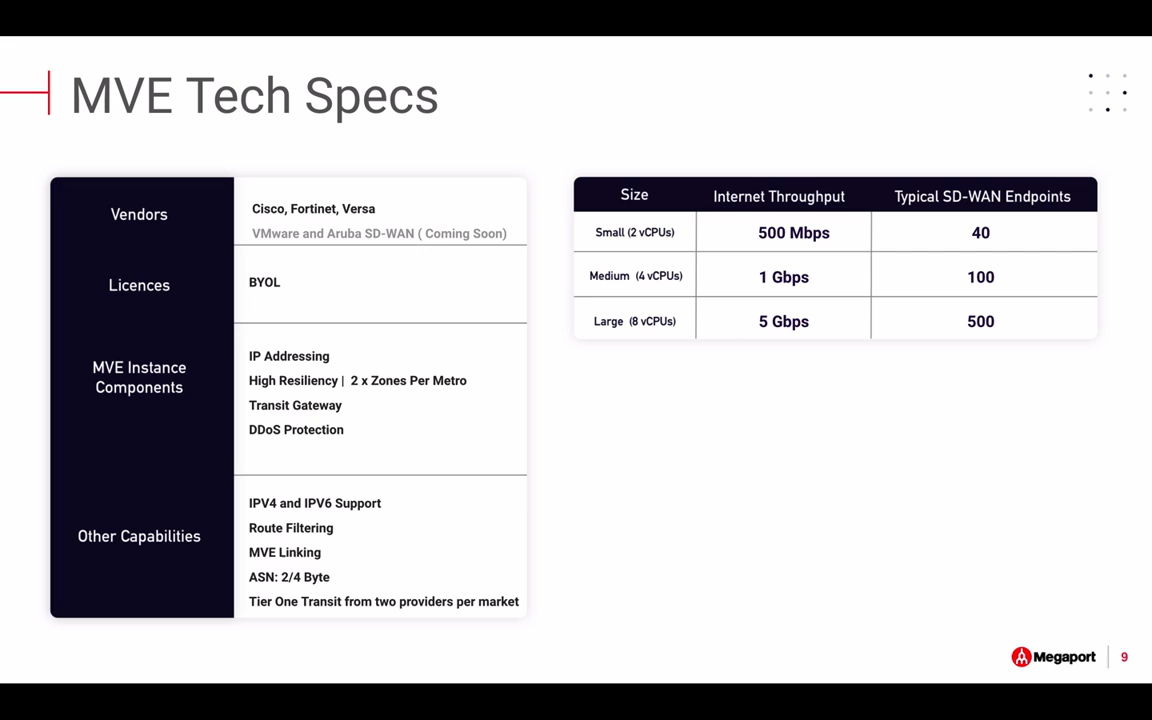 MVE Tech Specs
Vendors
Cisco, Fortinet, Versa
VMware and Aruba SD-WAN ( Coming Soon)
Licences
BYOL
MVE Instance
Components
IP Addressing
High Resiliency | 2 x Zones Per Metro
Transit Gateway
DDoS Protection
Other Capabilities
IPV4 and IPV6 Support
Route Filtering
MVE Linking
ASN: 2/4 Byte
Tier One Transit from two providers per market
Size Internet Throughput Typical SD-WAN Endpoints
Small (2 vCPUs) 500 Mbps 40
Medium (4 vCPUs) 1 Gbps 100
Large (8 vCPUs) 5 Gbps 500
Megaport 9